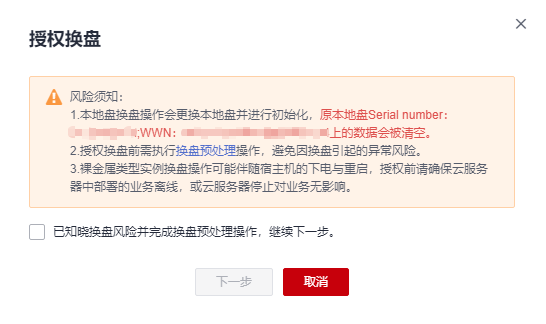 授权换盘
风险须知：
1.本地盘换盘操作会更换本地盘并进行初始化，原本地盘Serial number：
;WWN：上的数据会被清空。
2.授权换盘前需执行换盘预处理操作，避免因换盘引起的异常风险。
3.裸金属类型实例换盘操作可能伴随宿主机的下电与重启，授权前请确保云服务
器中部署的业务离线，或云服务器停止对业务无影响。
已知晓换盘风险并完成换盘预处理操作，继续下一步。
下一步
取消